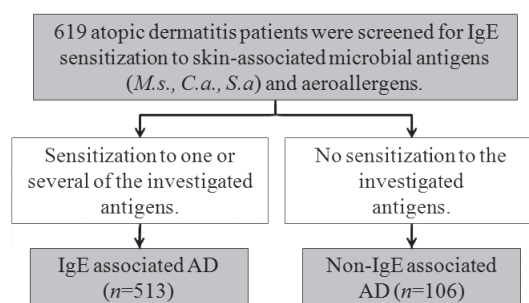 619 atopic dermatitis patients were screened for IgE
sensitization to skin-associated microbial antigens
(M.s., C.a., S.a) and aeroallergens.
Sensitization to one or
several of the investigated
antigens.
No sensitization to the
investigated
antigens.
IgE associated AD
(n=513)
Non-IgE associated
AD (n=106)